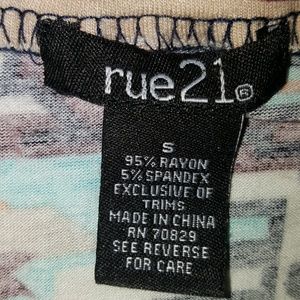 rue21®
S
95% RAYON
5% SPANDEX
EXCLUSIVE OF
TRIMS
MADE IN CHINA
RN 70829
SEE REVERSE
FOR CARE